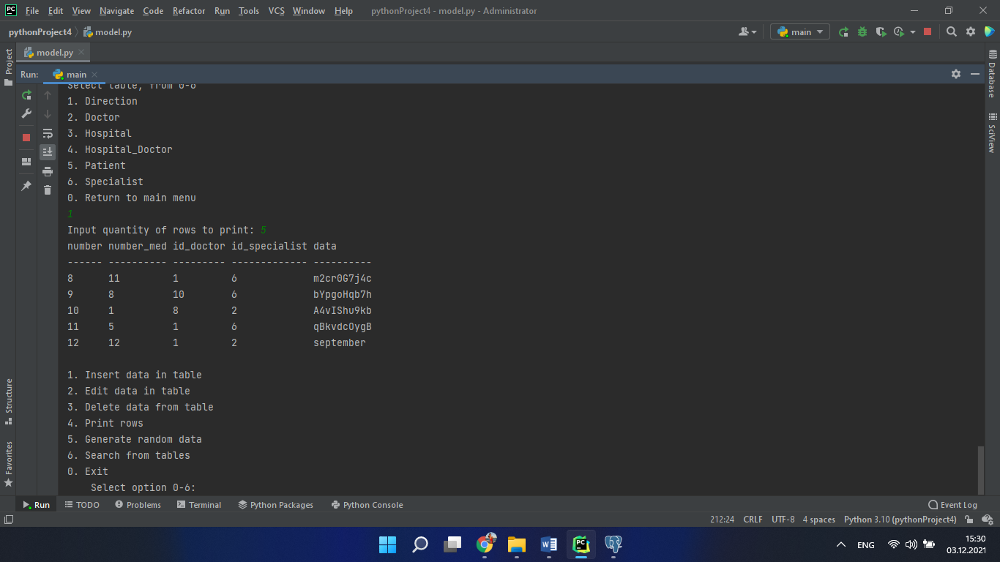 PC File Edit View Navigate Code Refactor Run Tools VCS Window Help pythonProject4 - model.py - Administrator
pythonProject4 model.py main
Project model.py Database
Run: main
Select table, from 0-6
1. Direction
2. Doctor
3. Hospital SciView
4. Hospital_Doctor
5. Patient
6. Specialist
0. Return to main menu
1
Input quantity of rows to print: 5
number number_med id_doctor id_specialist data
------ ---------- --------- ------------- ----------
8 11 1 6 m2cr0G7j4c
9 8 10 6 bYpgoHqb7h
10 1 8 2 A4vIShu9kb
11 5 1 6 qBkvdcOygB
12 12 1 2 september
1. Insert data in table
2. Edit data in table
Structure
3. Delete data from table
4. Print rows
5. Generate random data
6. Search from tables
Favorites
0. Exit
Select option 0-6:
Run TODO Problems Terminal Python Packages Python Console Event Log
212:24 CRLF UTF-8 4 spaces Python 3.10 (pythonProject4)
PC W ENG 15:30
03.12.2021